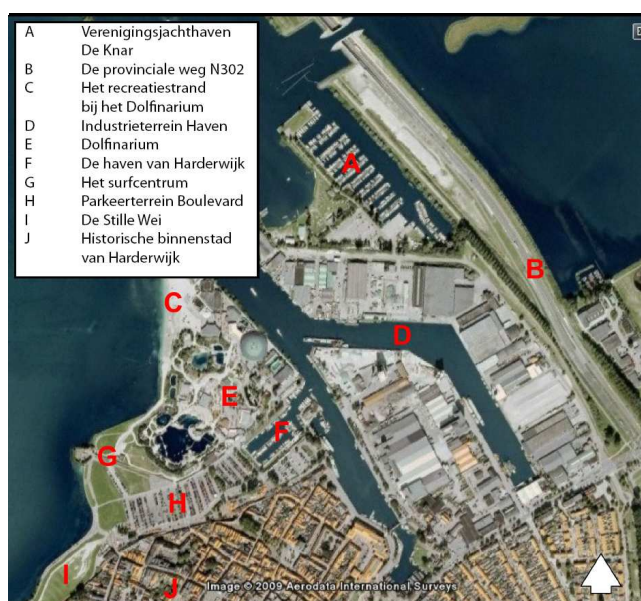 A Verenigingsjachthaven
De Knar
B De provinciale weg N302
C Het recreatiestrand
bij het Dolfinarium
D Industrieterrein Haven
E Dolfinarium
F De haven van Harderwijk
G Het surfcentrum
H Parkeerterrein Boulevard
I De Stille Wei
J Historische binnenstad
van Harderwijk
A
B
C
D
E
F
G
H
I
J
Image © 2009 Aerodata International Surveys